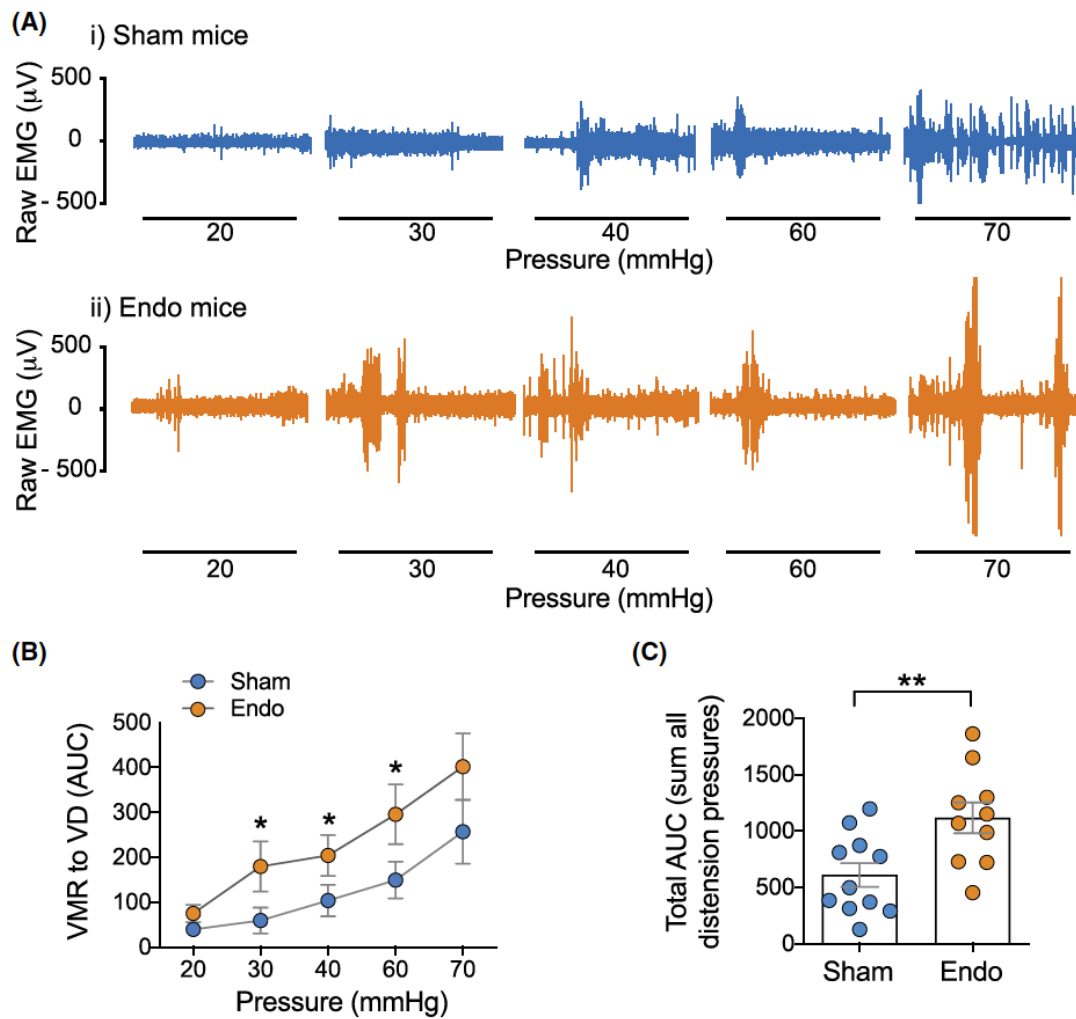 (A)
i) Sham mice
Raw EMG (µV)
500
0
- 500
20 30 40 60 70
Pressure (mmHg)
ii) Endo mice
Raw EMG (µV)
500
0
- 500
20 30 40 60 70
Pressure (mmHg)
(B)
Sham
Endo
VMR to VD (AUC)
500
400
300
200
100
0
* * *
20 30 40 60 70
Pressure (mmHg)
(C)
**
Total AUC (sum all
distension pressures)
2000
1500
1000
500
0
Sham Endo